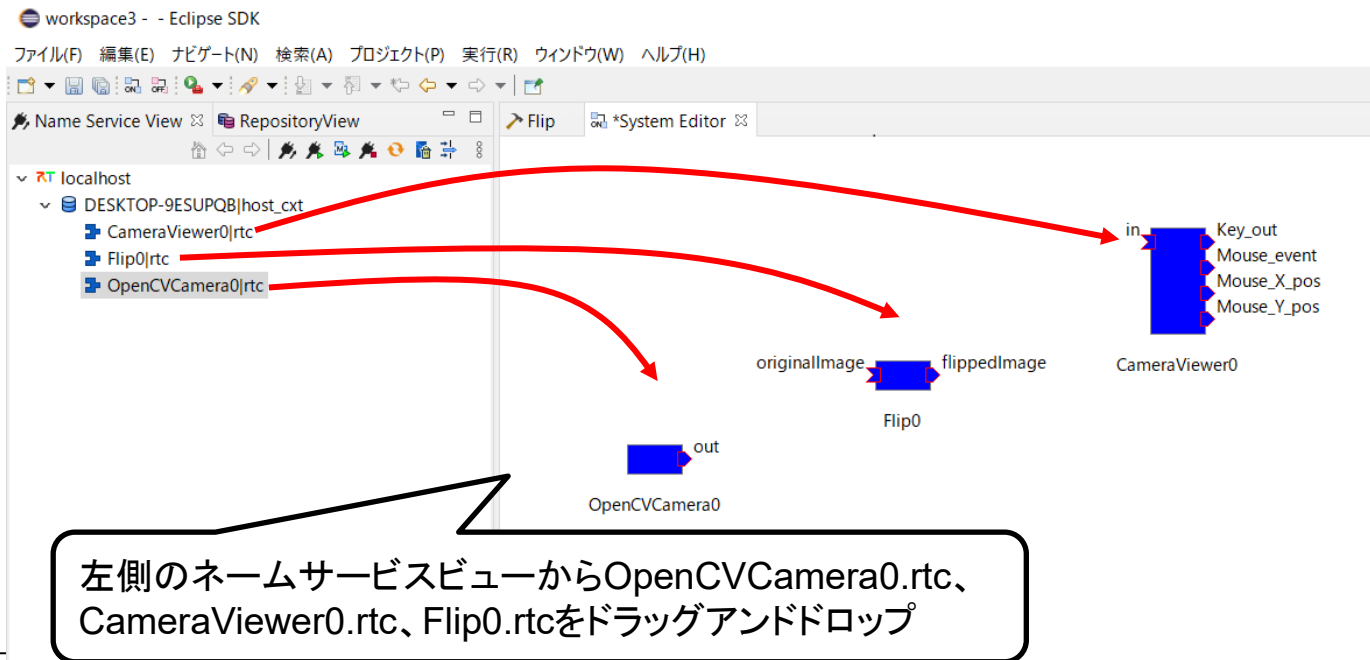 workspace3 - - Eclipse SDK
ファイル(F) 編集(E) ナビゲート(N) 検索(A) プロジェクト(P) 実行(R) ウィンドウ(W) ヘルプ(H)
Name Service View RepositoryView
Flip *System Editor
localhost
DESKTOP-9ESUPQB|host_cxt
CameraViewer0|rtc
Flip0|rtc
OpenCVCamera0|rtc
in Key_out
Mouse_event
Mouse_X_pos
Mouse_Y_pos
CameraViewer0
originalImage flippedImage
Flip0
out
OpenCVCamera0
左側のネームサービスビューからOpenCVCamera0.rtc、
CameraViewer0.rtc、Flip0.rtcをドラッグアンドドロップ